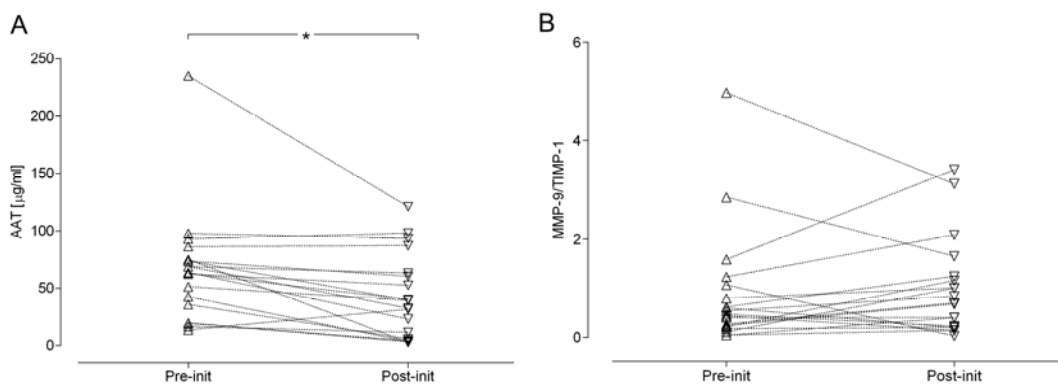 A
*
250
200
150
100
50
0
AAT [µg/ml]
Pre-init
Post-init
B
6
4
2
0
MMP-9/TIMP-1
Pre-init
Post-init